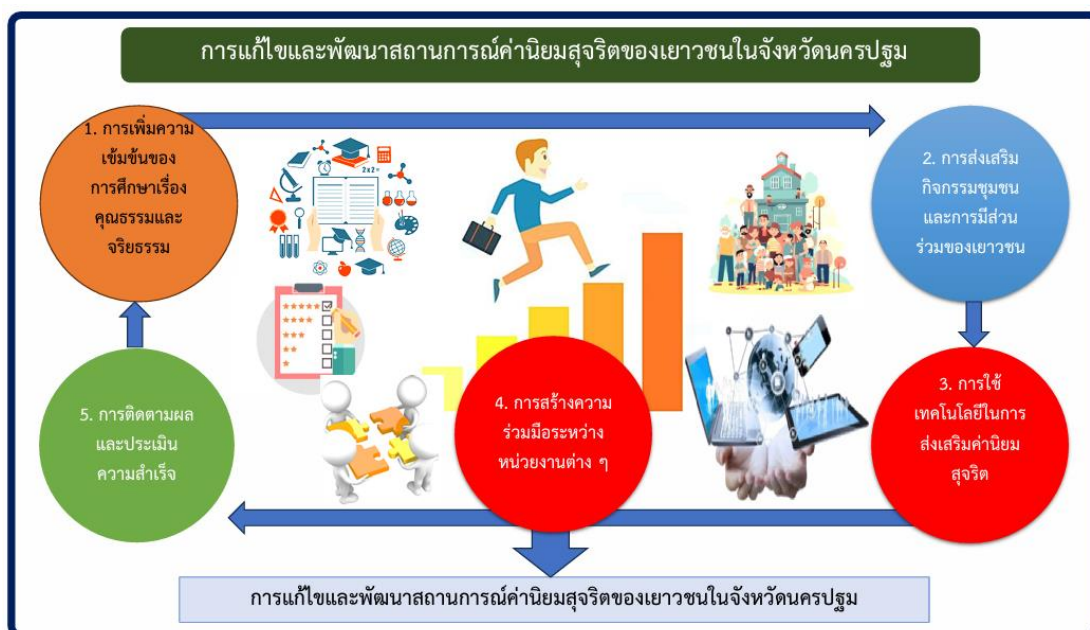 การแก้ไขและพัฒนาสถานการณ์ค่านิยมสุจริตของเยาวชนในจังหวัดนครปฐม
1. การเพิ่มความ
เข้มข้นของ
การศึกษาเรื่อง
คุณธรรมและ
จริยธรรม
2x2=
2. การส่งเสริม
กิจกรรมชุมชน
และการมีส่วน
ร่วมของเยาวชน
3. การใช้
เทคโนโลยีในการ
ส่งเสริมค่านิยม
สุจริต
4. การสร้างความ
ร่วมมือระหว่าง
หน่วยงานต่าง ๆ
5. การติดตามผล
และประเมิน
ความสำเร็จ
การแก้ไขและพัฒนาสถานการณ์ค่านิยมสุจริตของเยาวชนในจังหวัดนครปฐม